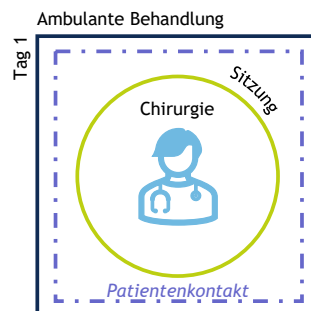 Ambulante Behandlung
Tag 1
Sitzung
Chirurgie
Patientenkontakt